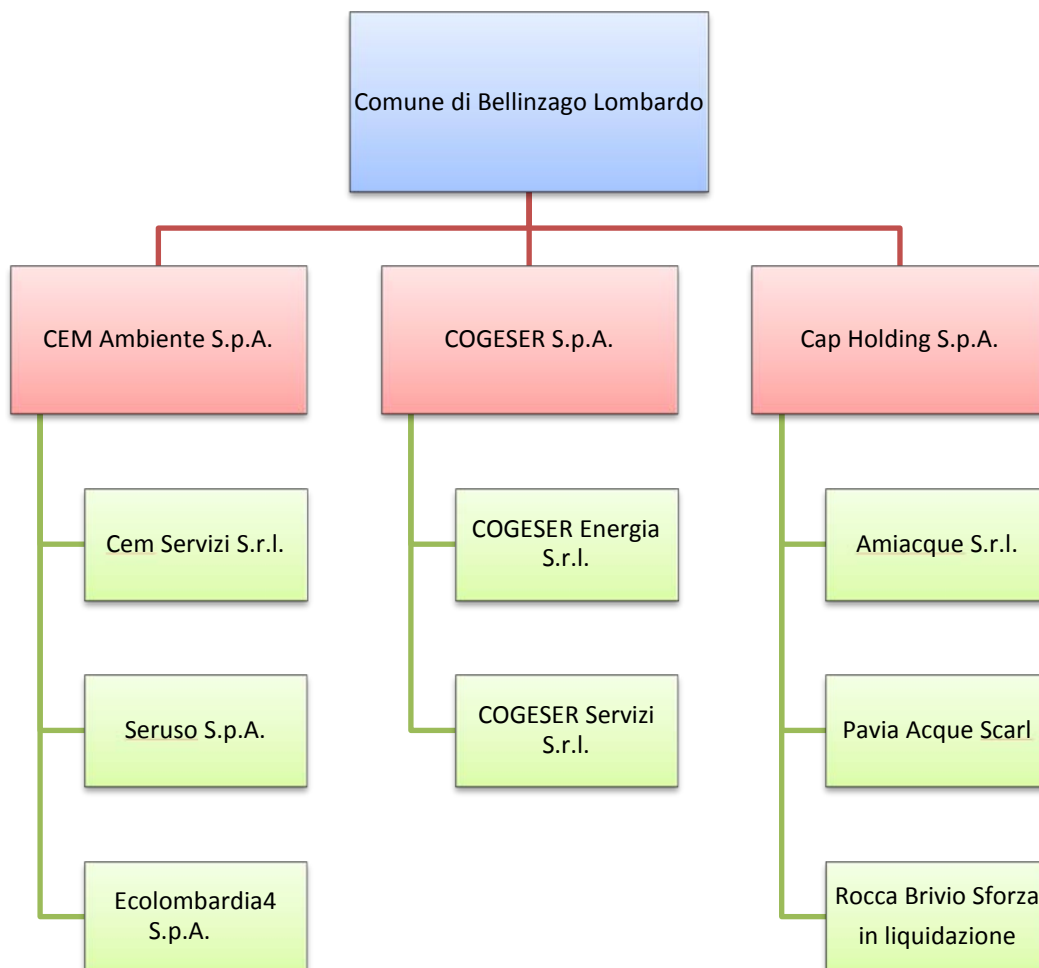 Comune di Bellinzago Lombardo
CEM Ambiente S.p.A.
COGESER S.p.A.
Cap Holding S.p.A.
Cem Servizi S.r.l.
COGESER Energia
S.r.l.
Amiacque S.r.l.
Seruso S.p.A.
COGESER Servizi
S.r.l.
Pavia Acque Scarl
Ecolombardia4
S.p.A.
Rocca Brivio Sforza
in liquidazione